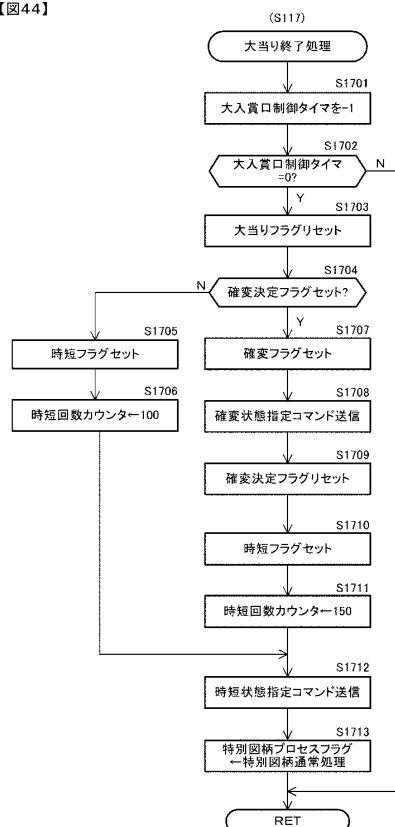 【図44】
(S117)
大当り終了処理
S1701
大入賞口制御タイマを-1
S1702
大入賞口制御タイマ
=0?
N
Y
S1703
大当りフラグリセット
S1704
確変決定フラグセット?
N
Y
S1705
時短フラグセット
S1706
時短回数カウンタ←100
S1707
確変フラグセット
S1708
確変状態指定コマンド送信
S1709
確変決定フラグリセット
S1710
時短フラグセット
S1711
時短回数カウンタ←150
S1712
時短状態指定コマンド送信
S1713
特別図柄プロセスフラグ
←特別図柄通常処理
RET